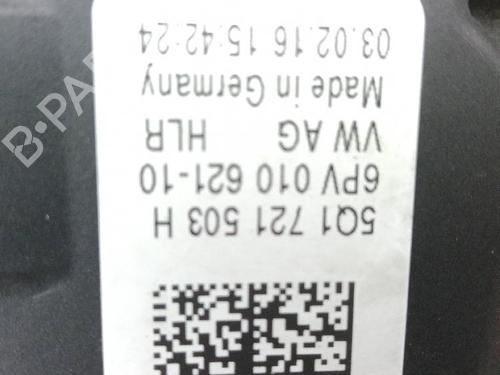 5Q1 721 503 H
6PV 010 621-10
VW AG HLR
Made in Germany
03.02.16 15:42:24
B-PARTS